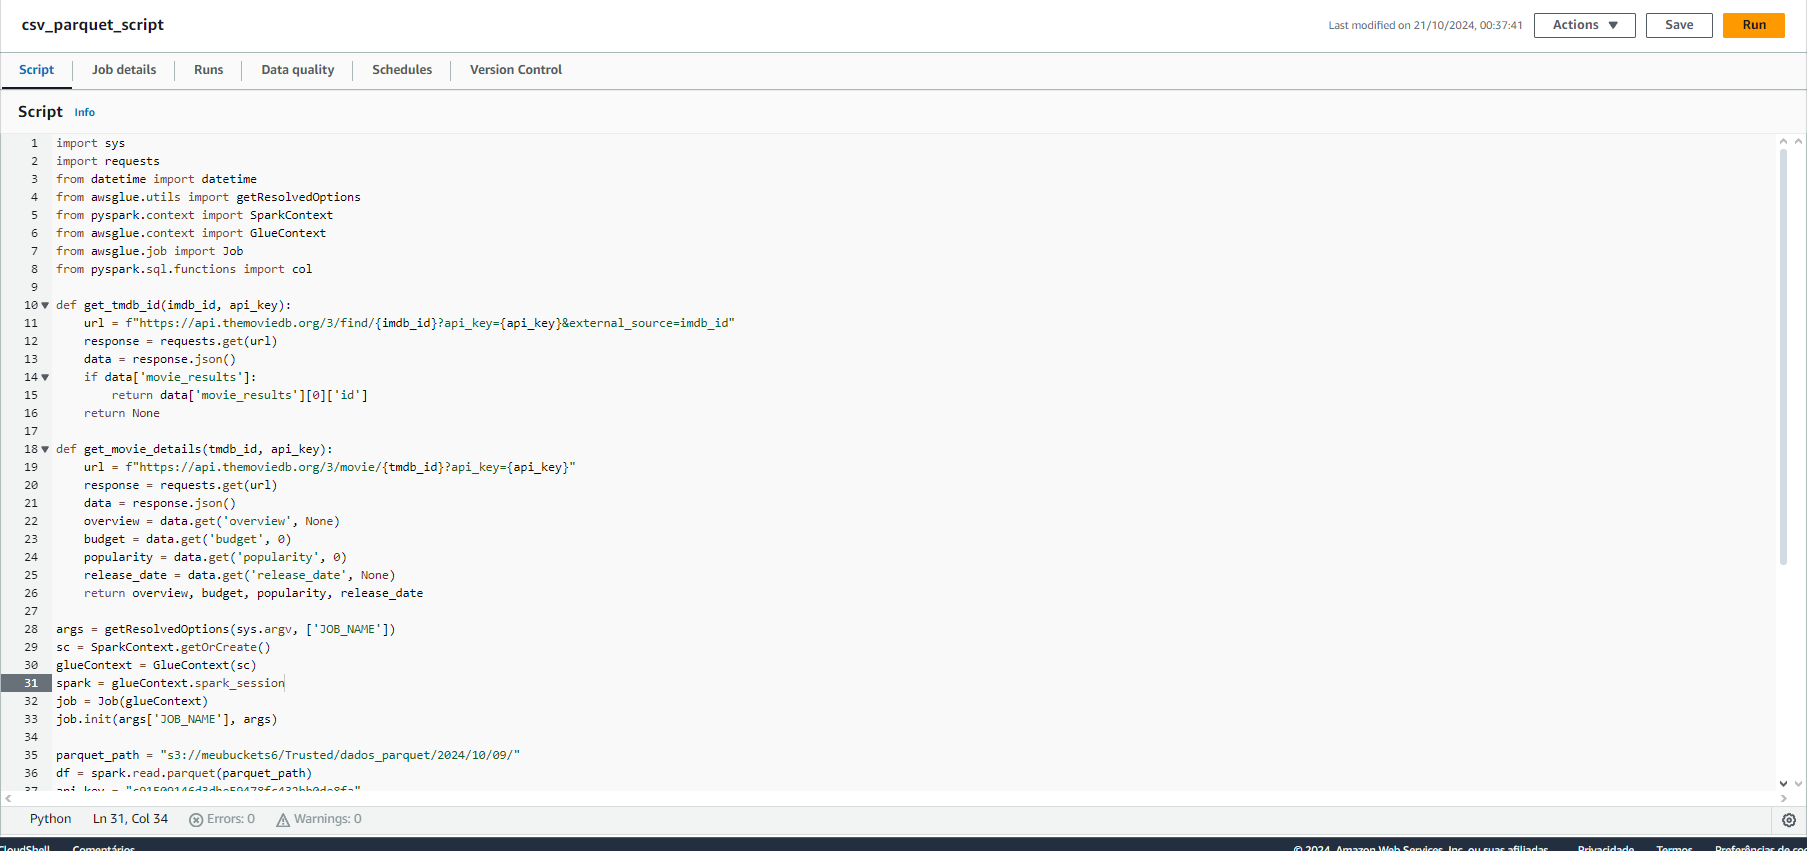 csv_parquet_script
Last modified on 21/10/2024, 00:37:41
Actions ▼
Save
Run
Script
Job details
Runs
Data quality
Schedules
Version Control
Script Info
1 import sys
2 import requests
3 from datetime import datetime
4 from awsglue.utils import getResolvedOptions
5 from pyspark.context import SparkContext
6 from awsglue.context import GlueContext
7 from awsglue.job import Job
8 from pyspark.sql.functions import col
9
10 def get_tmdb_id(imdb_id, api_key):
11     url = f"https://api.themoviedb.org/3/find/{imdb_id}?api_key={api_key}&external_source=imdb_id"
12     response = requests.get(url)
13     data = response.json()
14     if data['movie_results']:
15         return data['movie_results'][0]['id']
16     return None
17
18 def get_movie_details(tmdb_id, api_key):
19     url = f"https://api.themoviedb.org/3/movie/{tmdb_id}?api_key={api_key}"
20     response = requests.get(url)
21     data = response.json()
22     overview = data.get('overview', None)
23     budget = data.get('budget', 0)
24     popularity = data.get('popularity', 0)
25     release_date = data.get('release_date', None)
26     return overview, budget, popularity, release_date
27
28 args = getResolvedOptions(sys.argv, ['JOB_NAME'])
29 sc = SparkContext.getOrCreate()
30 glueContext = GlueContext(sc)
31 spark = glueContext.spark_session
32 job = Job(glueContext)
33 job.init(args['JOB_NAME'], args)
34
35 parquet_path = "s3://meubuckets6/Trusted/dados_parquet/2024/10/09/"
36 df = spark.read.parquet(parquet_path)
37 api_key =
Python Ln 31, Col 34 Errors: 0 Warnings: 0
CloudShell Comentários © 2024, Amazon Web Services, Inc. ou suas afiliadas. Privacidade Termos Preferências de